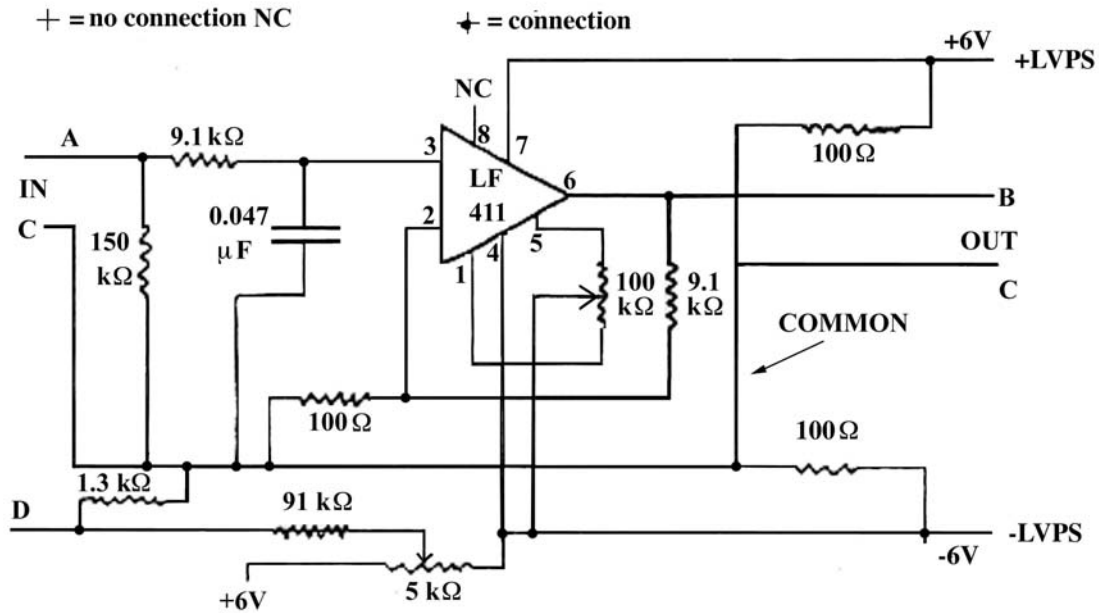 + = no connection NC
+ = connection
+6V
+LVPS
NC
8
7
100 Ω
A
9.1 kΩ
3
LF
411
6
IN
2
B
C
0.047
μF
150
kΩ
5
4
1
OUT
100
kΩ
9.1
kΩ
C
COMMON
100 Ω
100 Ω
1.3 kΩ
D
91 kΩ
-LVPS
-6V
5 kΩ
+6V